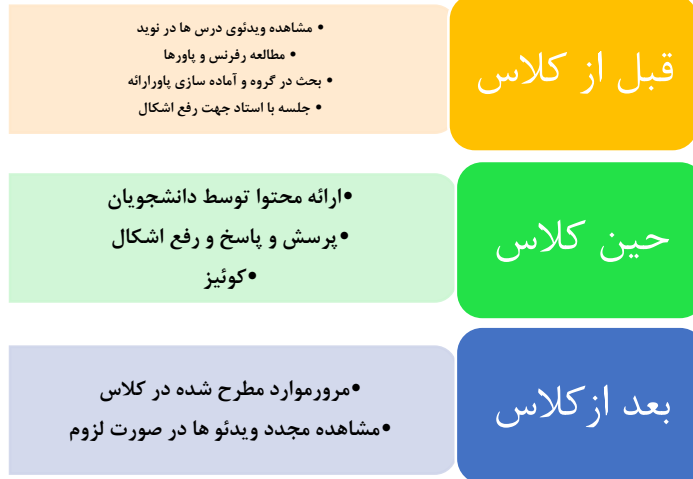 قبل از کلاس
• مشاهده ویدئوی درس ها در نوید
• مطالعه رفرنس و پاورها
• بحث در گروه و آماده سازی پاورارائه
• جلسه با استاد جهت رفع اشکال
حین کلاس
•ارائه محتوا توسط دانشجویان
•پرسش و پاسخ و رفع اشکال
•کوئیز
بعد ازکلاس
•مرورموارد مطرح شده در کلاس
•مشاهده مجدد ویدئو ها در صورت لزوم